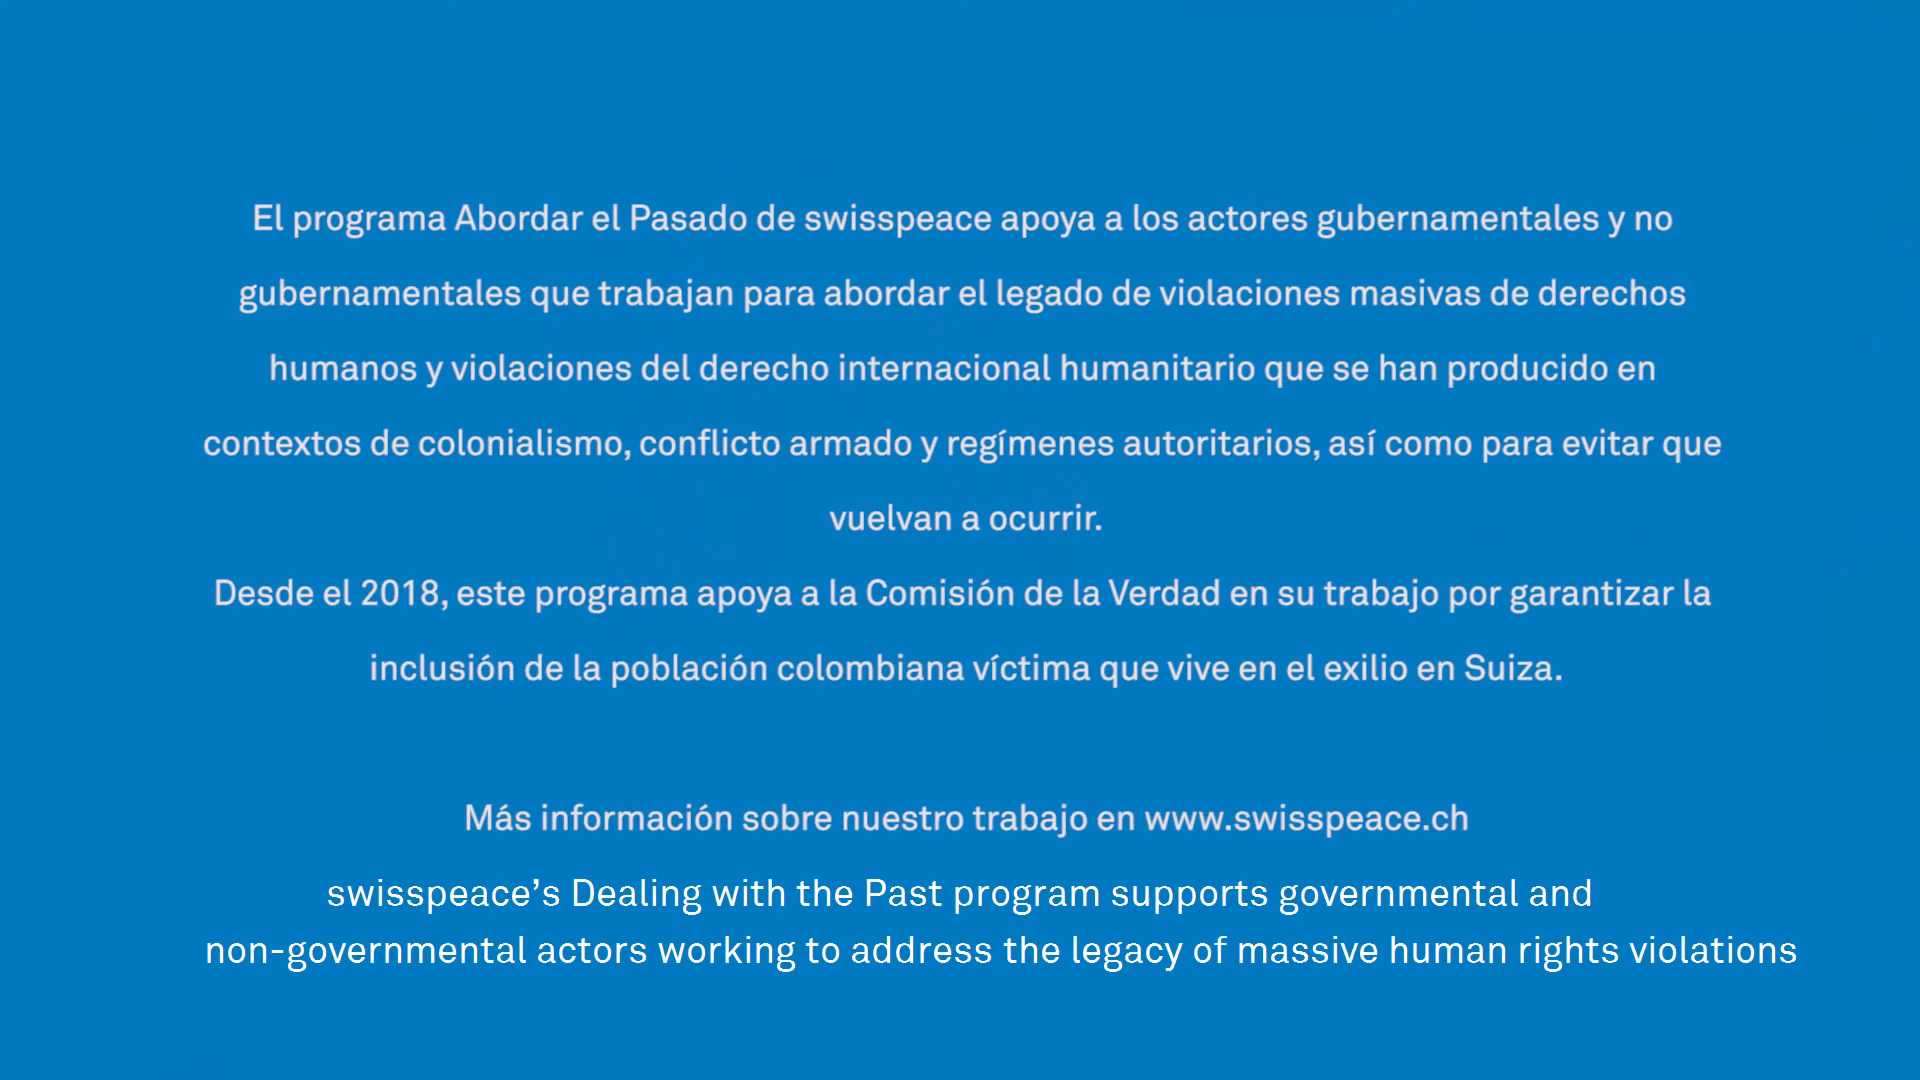 El programa Abordar el Pasado de swisspeace apoya a los actores gubernamentales y no
gubernamentales que trabajan para abordar el legado de violaciones masivas de derechos
humanos y violaciones del derecho internacional humanitario que se han producido en
contextos de colonialismo, conflicto armado y regímenes autoritarios, así como para evitar que
vuelvan a ocurrir.
Desde el 2018, este programa apoya a la Comisión de la Verdad en su trabajo por garantizar la
inclusión de la población colombiana víctima que vive en el exilio en Suiza.
Más información sobre nuestro trabajo en www.swisspeace.ch
swisspeace’s Dealing with the Past program supports governmental and
non-governmental actors working to address the legacy of massive human rights violations